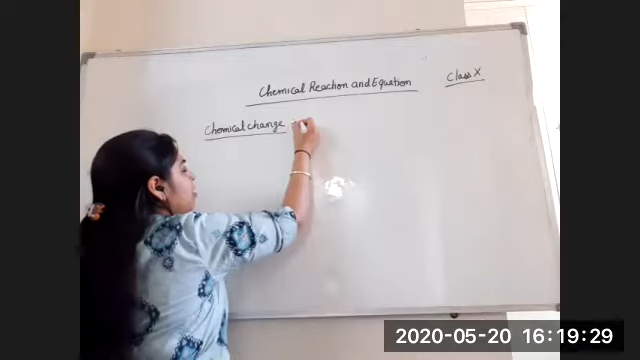 Chemical Reaction and Equation
Class X
Chemical change
2020-05-20 16:19:29